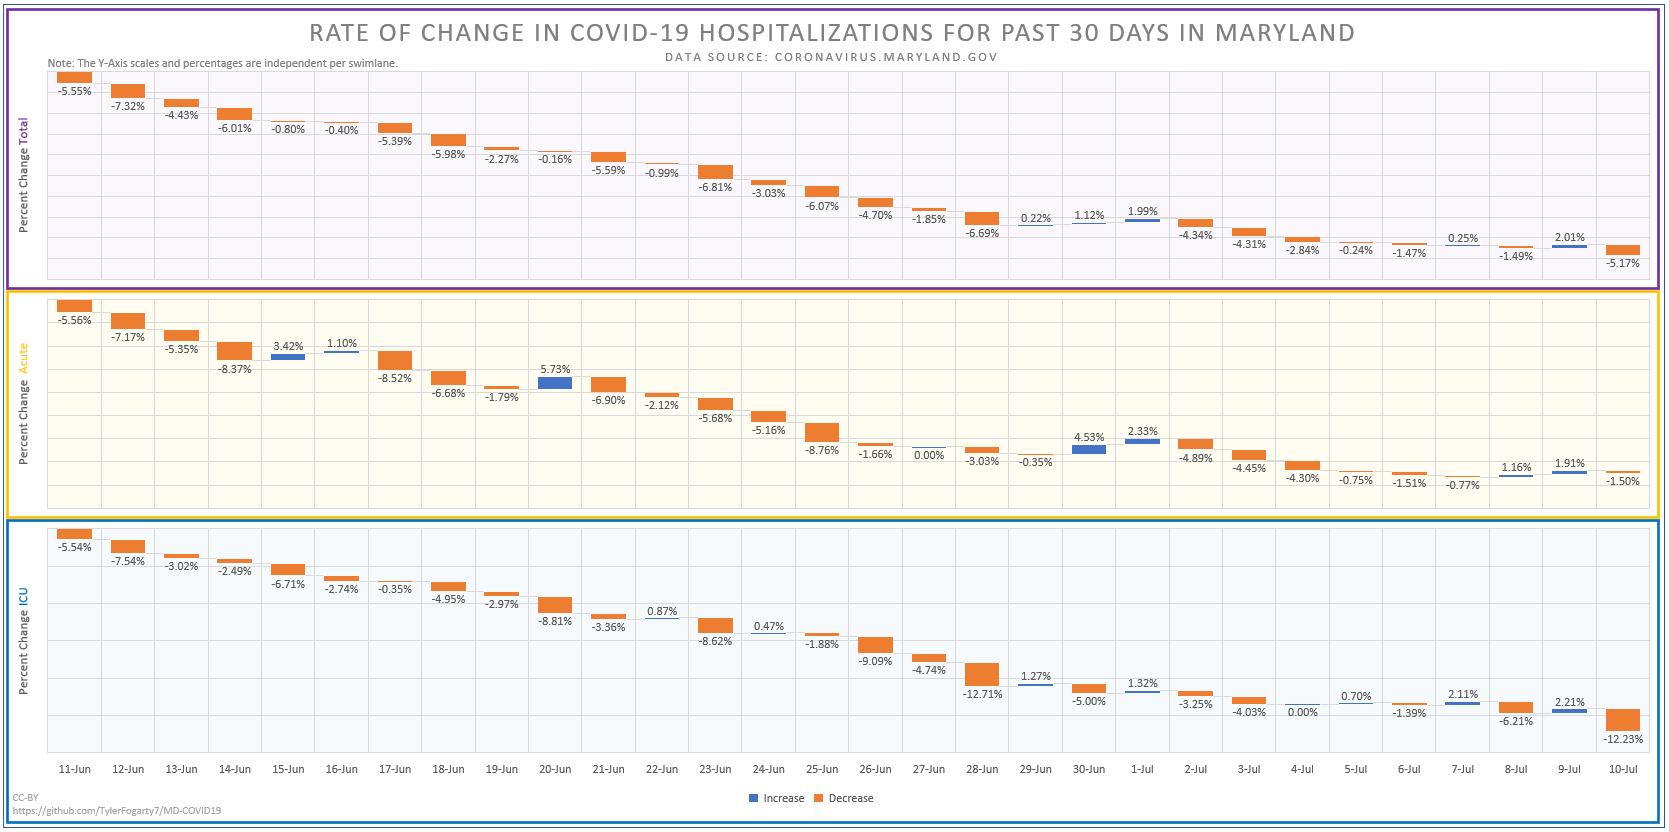 RATE OF CHANGE IN COVID-19 HOSPITALIZATIONS FOR PAST 30 DAYS IN MARYLAND
DATA SOURCE: CORONAVIRUS.MARYLAND.GOV
Note: The Y-Axis scales and percentages are independent per swimlane.
Percent Change Total
-5.55% -7.32% -4.43% -6.01% -0.80% -0.40% -5.39% -5.98% -2.27% -0.16% -5.59% -0.99% -6.81% -3.03% -6.07% -4.70% -1.85% -6.69% 0.22% 1.12% 1.99% -4.34% -4.31% -2.84% -0.24% -1.47% 0.25% -1.49% 2.01% -5.17%
Percent Change Acute
-5.56% -7.17% -5.35% -8.37% 3.42% 1.10% -8.52% -6.68% -1.79% 5.73% -6.90% -2.12% -5.68% -5.16% -8.76% -1.66% 0.00% -3.03% -0.35% 4.53% 2.33% -4.89% -4.45% -4.30% -0.75% -1.51% -0.77% 1.16% 1.91% -1.50%
Percent Change ICU
-5.54% -7.54% -3.02% -2.49% -6.71% -2.74% -0.35% -4.95% -2.97% -8.81% -3.36% 0.87% -8.62% 0.47% -1.88% -9.09% -4.74% -12.71% 1.27% -5.00% 1.32% -3.25% -4.03% 0.00% 0.70% -1.39% 2.11% -6.21% 2.21% -12.23%
11-Jun 12-Jun 13-Jun 14-Jun 15-Jun 16-Jun 17-Jun 18-Jun 19-Jun 20-Jun 21-Jun 22-Jun 23-Jun 24-Jun 25-Jun 26-Jun 27-Jun 28-Jun 29-Jun 30-Jun 1-Jul 2-Jul 3-Jul 4-Jul 5-Jul 6-Jul 7-Jul 8-Jul 9-Jul 10-Jul
Increase Decrease
CC-BY
https://github.com/TylerFogarty7/MD-COVID19